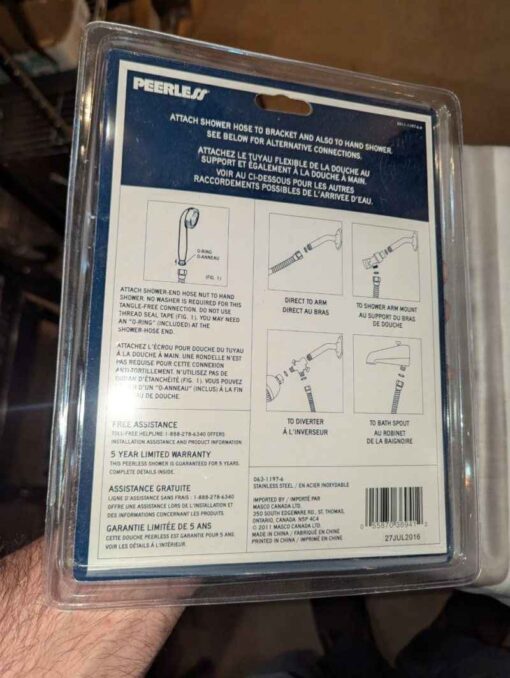 PEERLESS
ATTACH SHOWER HOSE TO BRACKET AND ALSO TO HAND SHOWER.
SEE BELOW FOR ALTERNATIVE CONNECTIONS.
ATTACHEZ LE TUYAU FLEXIBLE DE LA DOUCHE AU
SUPPORT ET ÉGALEMENT À LA DOUCHE À MAIN.
VOIR AU CI-DESSOUS POUR LES AUTRES
RACCORDEMENTS POSSIBLES DE L'ARRIVEE D'EAU.
O-RING
O-ANNEAU
(FIG. 1)
ATTACH SHOWER-END HOSE NUT TO HAND
SHOWER. NO WASHER IS REQUIRED FOR THIS
TANGLE-FREE CONNECTION. DO NOT USE
THREAD SEAL TAPE (FIG. 1). YOU MAY NEED
AN "O-RING" (INCLUDED) AT THE
SHOWER-HOSE END.
ATTACHEZ L'ÉCROU POUR DOUCHE DU TUYAU
À LA DOUCHE À MAIN. UNE RONDELLE N'EST
PAS REQUISE POUR CETTE CONNEXION
ANTI-TORTILLEMENT. N'UTILISEZ PAS DE
D'ÉTANCHÉITÉ (FIG. 1). VOUS POUVEZ
D'UN "O-ANNEAU" (INCLUS) À LA FIN
DE DOUCHE.
DIRECT TO ARM
DIRECT AU BRAS
TO SHOWER ARM MOUNT
AU SUPPORT DU BRAS
DE DOUCHE
TO DIVERTER
À L'INVERSEUR
TO BATH SPOUT
AU ROBINET
DE LA BAIGNOIRE
FREE ASSISTANCE
TOLL-FREE HELPLINE: 1-888-278-6340 OFFERS
INSTALLATION ASSISTANCE AND PRODUCT INFORMATION
5 YEAR LIMITED WARRANTY
THIS PEERLESS SHOWER IS GUARANTEED FOR 5 YEARS.
COMPLETE DETAILS INSIDE.
ASSISTANCE GRATUITE
LIGNE D'ASSISTANCE SANS FRAIS : 1-888-278-6340
OFFRE UNE ASSISTANCE LORS DE L'INSTALLATION ET
DES INFORMATIONS CONCERNANT LES PRODUITS.
GARANTIE LIMITÉE DE 5 ANS
CETTE DOUCHE PEERLESS EST GARANTIE POUR 5 ANS.
VOIR LES DÉTAILS À L'INTÉRIEUR.
063-1197-6
STAINLESS STEEL / EN ACIER INOXYDABLE
IMPORTED BY / IMPORTÉ PAR
MASCO CANADA LTD.
350 SOUTH EDGEWARE RD., ST. THOMAS,
ONTARIO, CANADA, N5P 4C4
© 2011 MASCO CANADA LTD.
MADE IN CHINA / FABRIQUÉ EN CHINE
PRINTED IN CHINA / IMPRIMÉ EN CHINE
27JUL2016